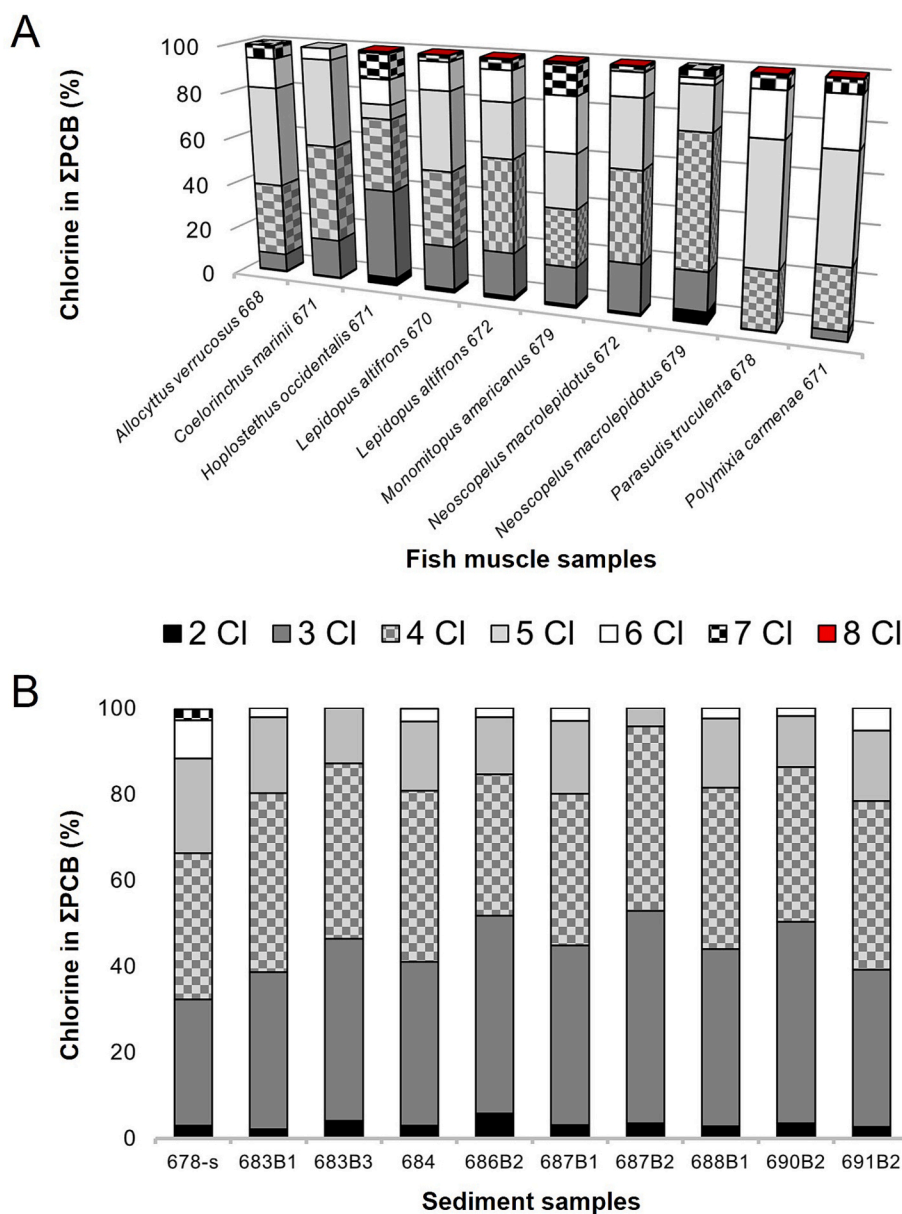 A
Chlorine in ΣPCB (%)
100
80
60
40
20
0
Allocyttus verrucosus 668
Coelorinchus marinii 671
Hoplostethus occidentalis 671
Lepidopus altifrons 670
Lepidopus altifrons 672
Monomitopus americanus 679
Neoscopelus macrolepidotus 672
Neoscopelus macrolepidotus 679
Parasudis truculenta 678
Polymixia carmenae 671
Fish muscle samples
2 Cl 3 Cl 4 Cl 5 Cl 6 Cl 7 Cl 8 Cl
B
Chlorine in ΣPCB (%)
100
80
60
40
20
0
678-s 683B1 683B3 684 686B2 687B1 687B2 688B1 690B2 691B2
Sediment samples